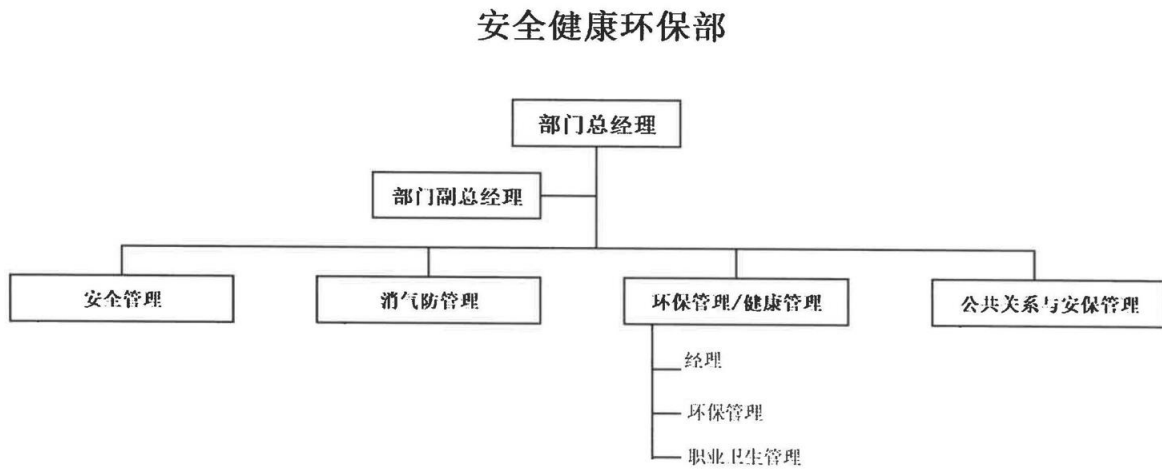 安全健康环保部
部门总经理
部门副总经理
安全管理
消气防管理
环保管理/健康管理
公共关系与安保管理
经理
环保管理
职业卫生管理